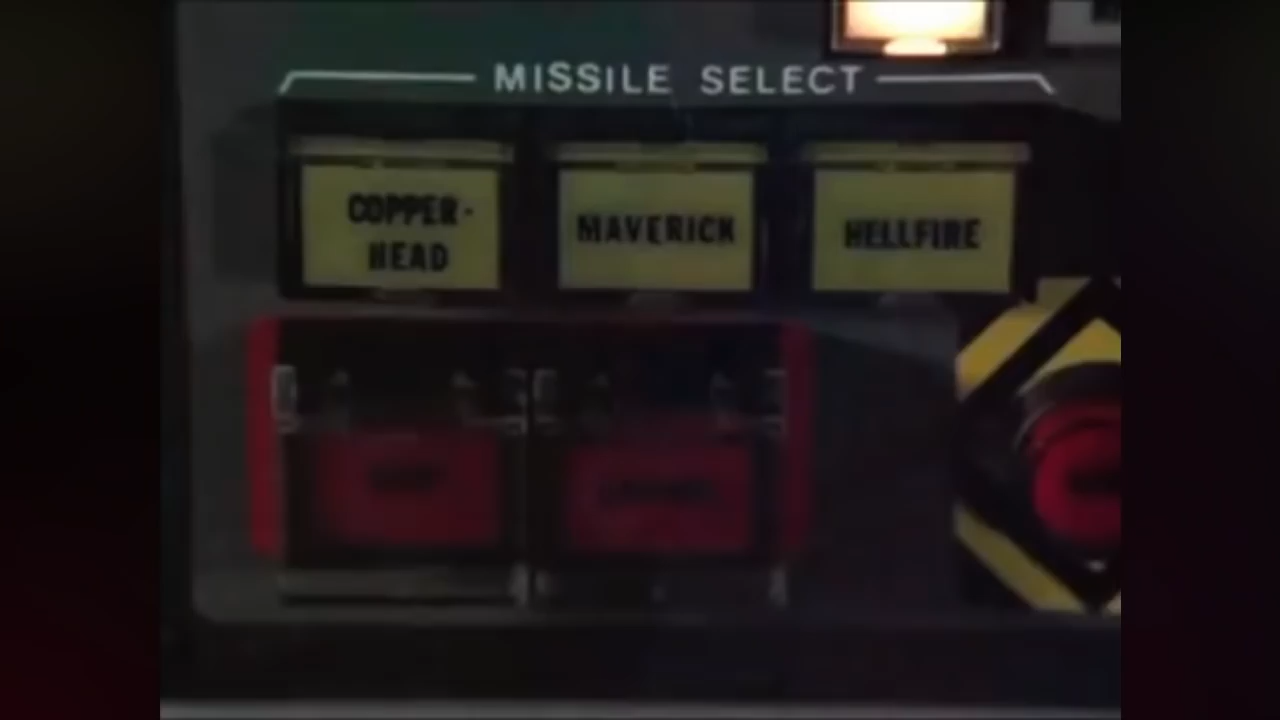 MISSILE SELECT
COPPER-
HEAD
MAVERICK
HELLFIRE